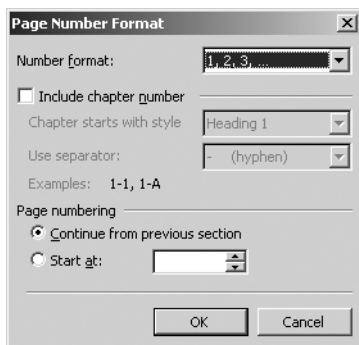 Page Number Format
Number format: 1, 2, 3, ...
Include chapter number
Chapter starts with style Heading 1
Use separator: - (hyphen)
Examples: 1-1, 1-A
Page numbering
Continue from previous section
Start at:
OK Cancel